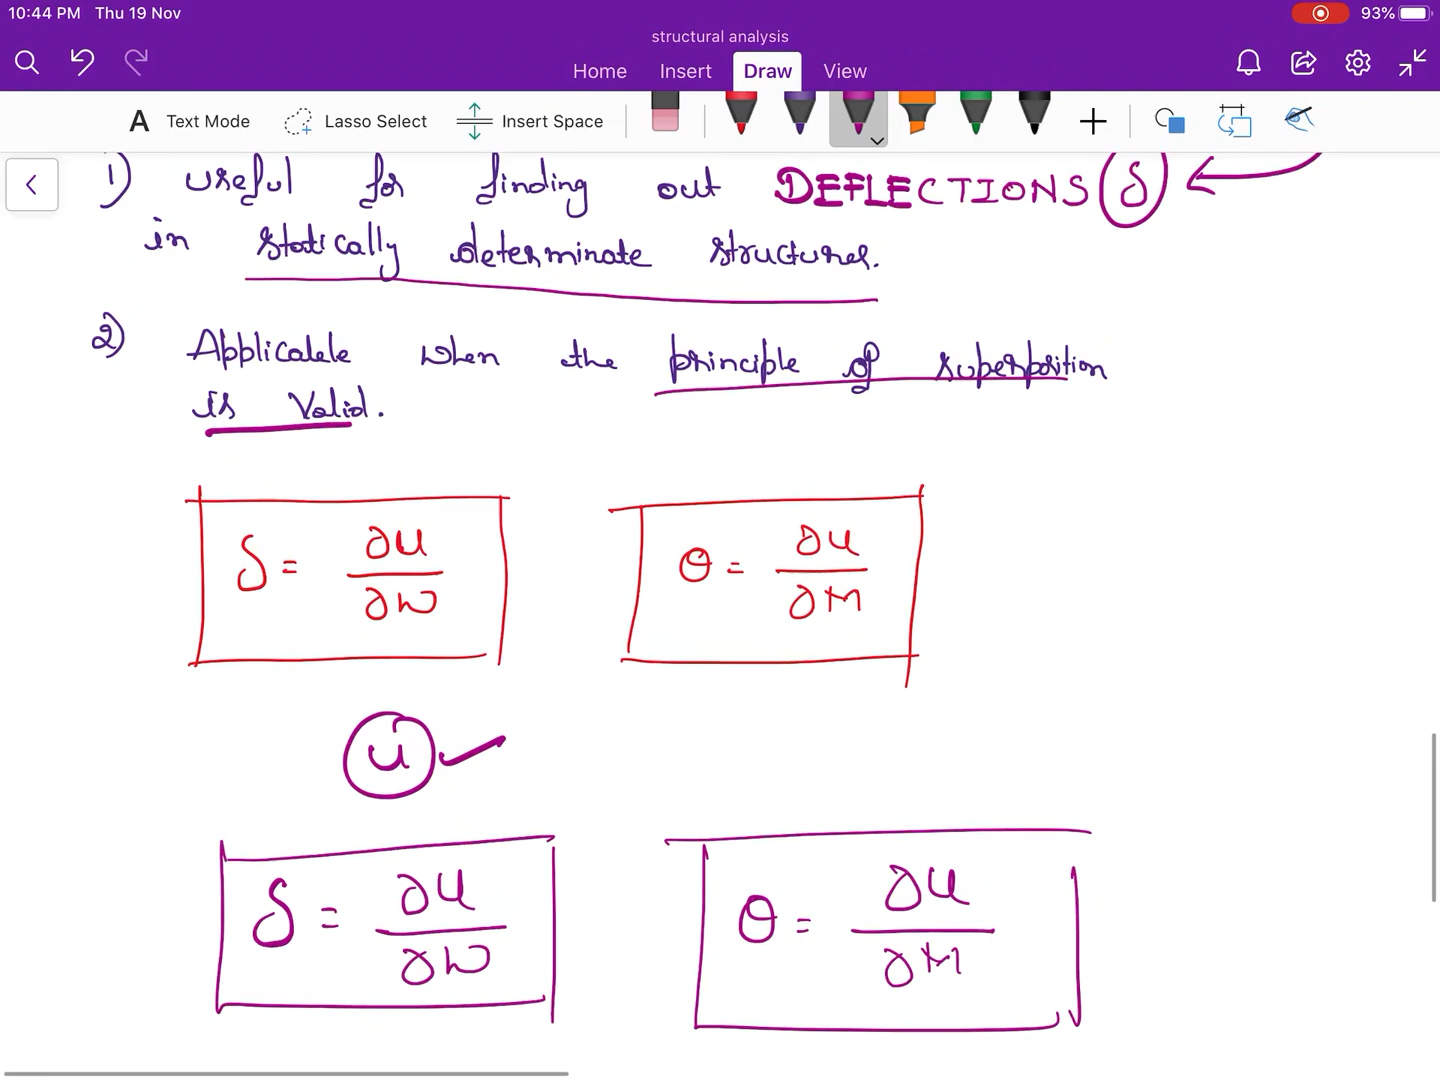 10:44 PM Thu 19 Nov
93%
structural analysis
Home Insert Draw View
A Text Mode Lasso Select Insert Space
1) useful for finding out DEFLECTIONS (δ)
in statically determinate structures.
2) Applicable when the principle of superposition
is Valid.
δ = ∂u/∂w θ = ∂u/∂M
u ✓
δ = ∂u/∂w θ = ∂u/∂M